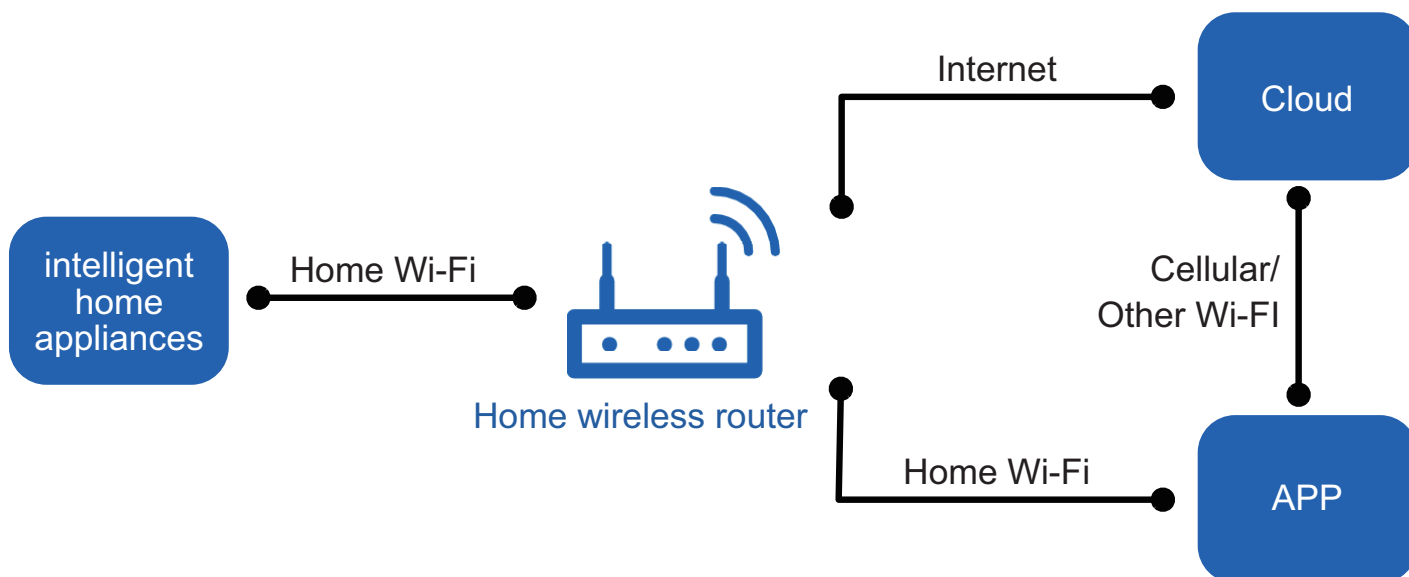 Internet
Cloud
intelligent
home
appliances
Home Wi-Fi
Cellular/
Other Wi-FI
Home wireless router
Home Wi-Fi
APP